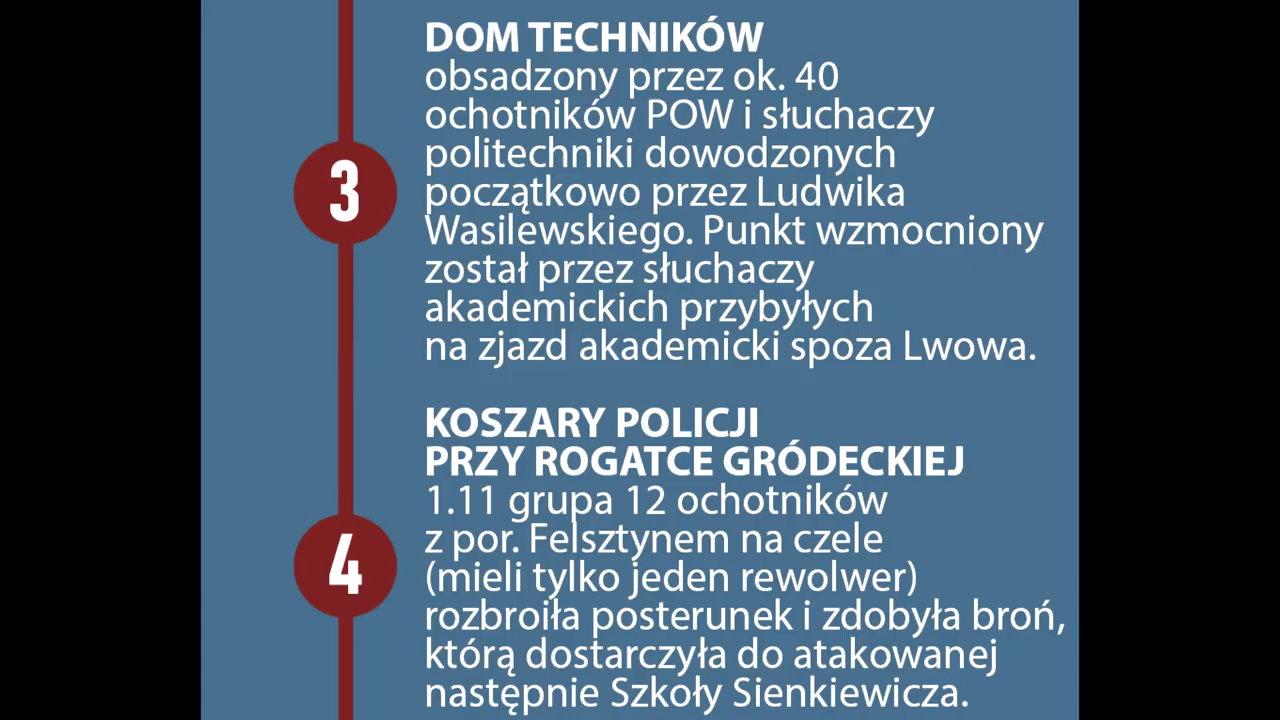 DOM TECHNIKÓW
obsadzony przez ok. 40
ochotników POW i słuchaczy
politechniki dowodzonych
początkowo przez Ludwika
Wasilewskiego. Punkt wzmocniony
został przez słuchaczy
akademickich przybyłych
na zjazd akademicki spoza Lwowa.
3
KOSZARY POLICJI
PRZY ROGATCE GRÓDECKIEJ
1.11 grupa 12 ochotników
z por. Felsztynem na czele
(mieli tylko jeden rewolwer)
rozbroiła posterunek i zdobyła broń,
którą dostarczyła do atakowanej
następnie Szkoły Sienkiewicza.
4